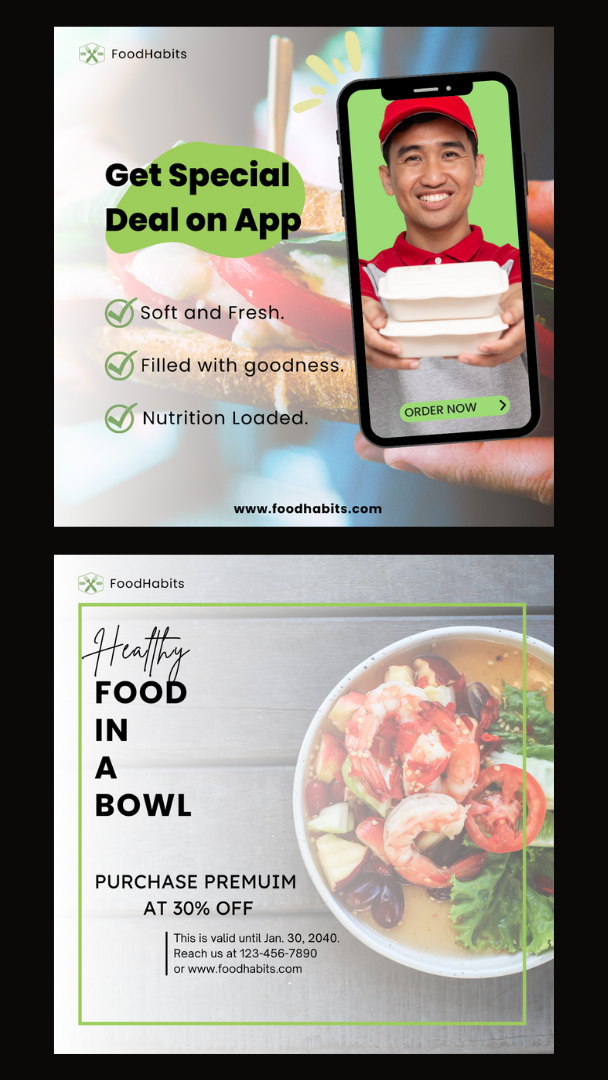 FoodHabits
Get Special
Deal on App
Soft and Fresh.
Filled with goodness.
Nutrition Loaded.
ORDER NOW
www.foodhabits.com
FoodHabits
Healthy
FOOD
IN
A
BOWL
PURCHASE PREMUIM
AT 30% OFF
This is valid until Jan. 30, 2040.
Reach us at 123-456-7890
or www.foodhabits.com